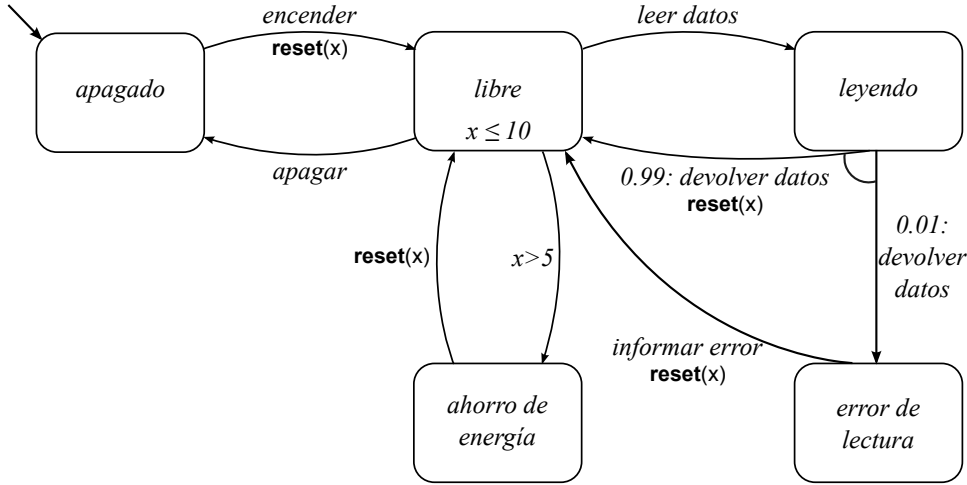 encender
reset(x)
leer datos
apagado
libre
x ≤ 10
leyendo
apagar
0.99: devolver datos
reset(x)
0.01:
devolver
datos
reset(x)
x>5
informar error
reset(x)
ahorro de
energía
error de
lectura